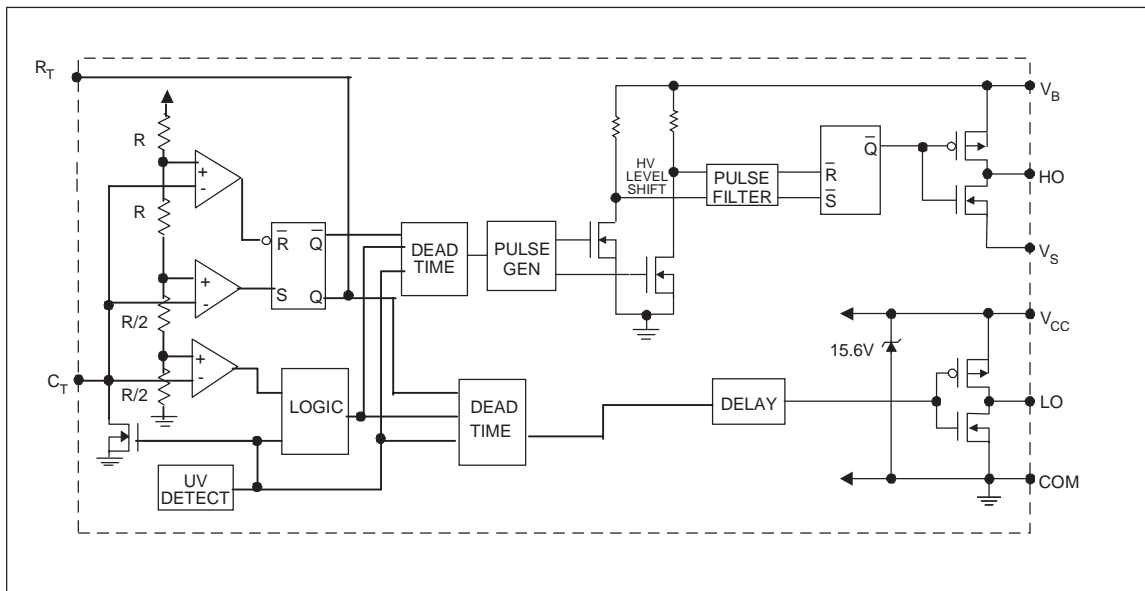 R_T
V_B
R
HV
LEVEL
SHIFT
PULSE
FILTER
R̅
S̅
Q̅
HO
R
R̅
Q̅
S
Q
DEAD
TIME
PULSE
GEN
V_S
R/2
V_CC
15.6V
C_T
R/2
LOGIC
DEAD
TIME
DELAY
LO
UV
DETECT
COM
+
-
+
-
+
-